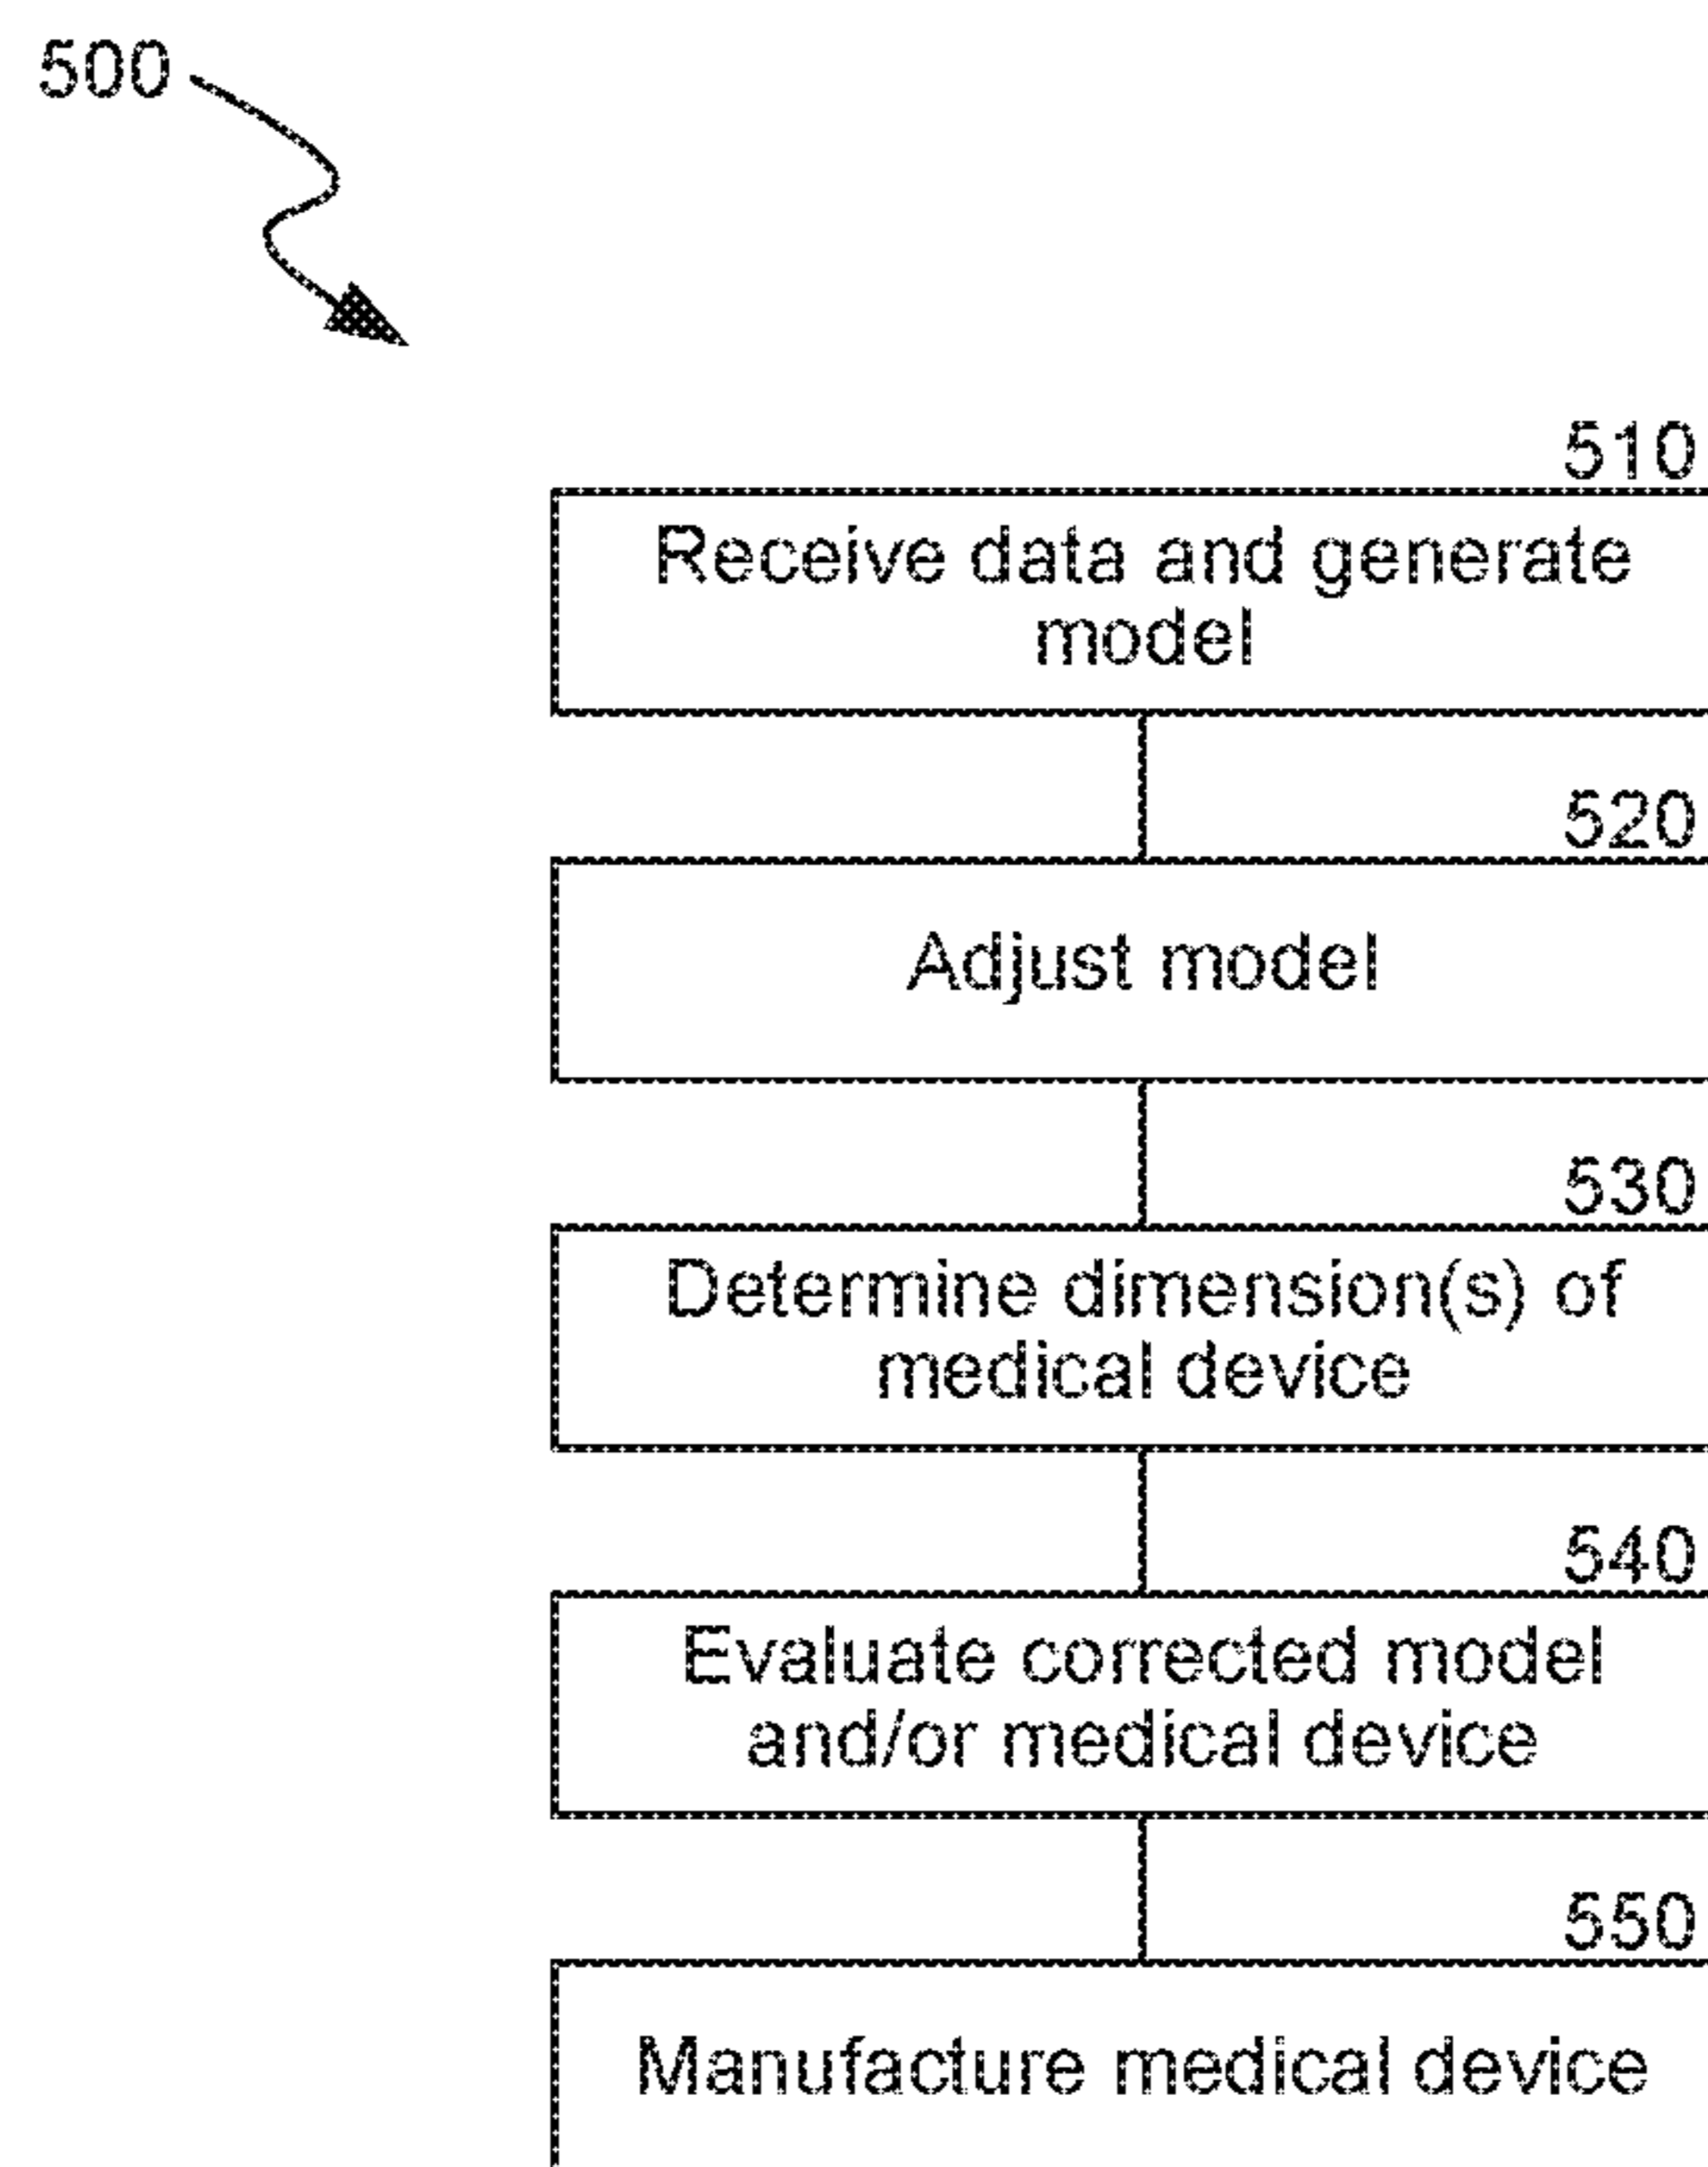 500
510
Receive data and generate
model
520
Adjust model
530
Determine dimension(s) of
medical device
540
Evaluate corrected model
and/or medical device
550
Manufacture medical device